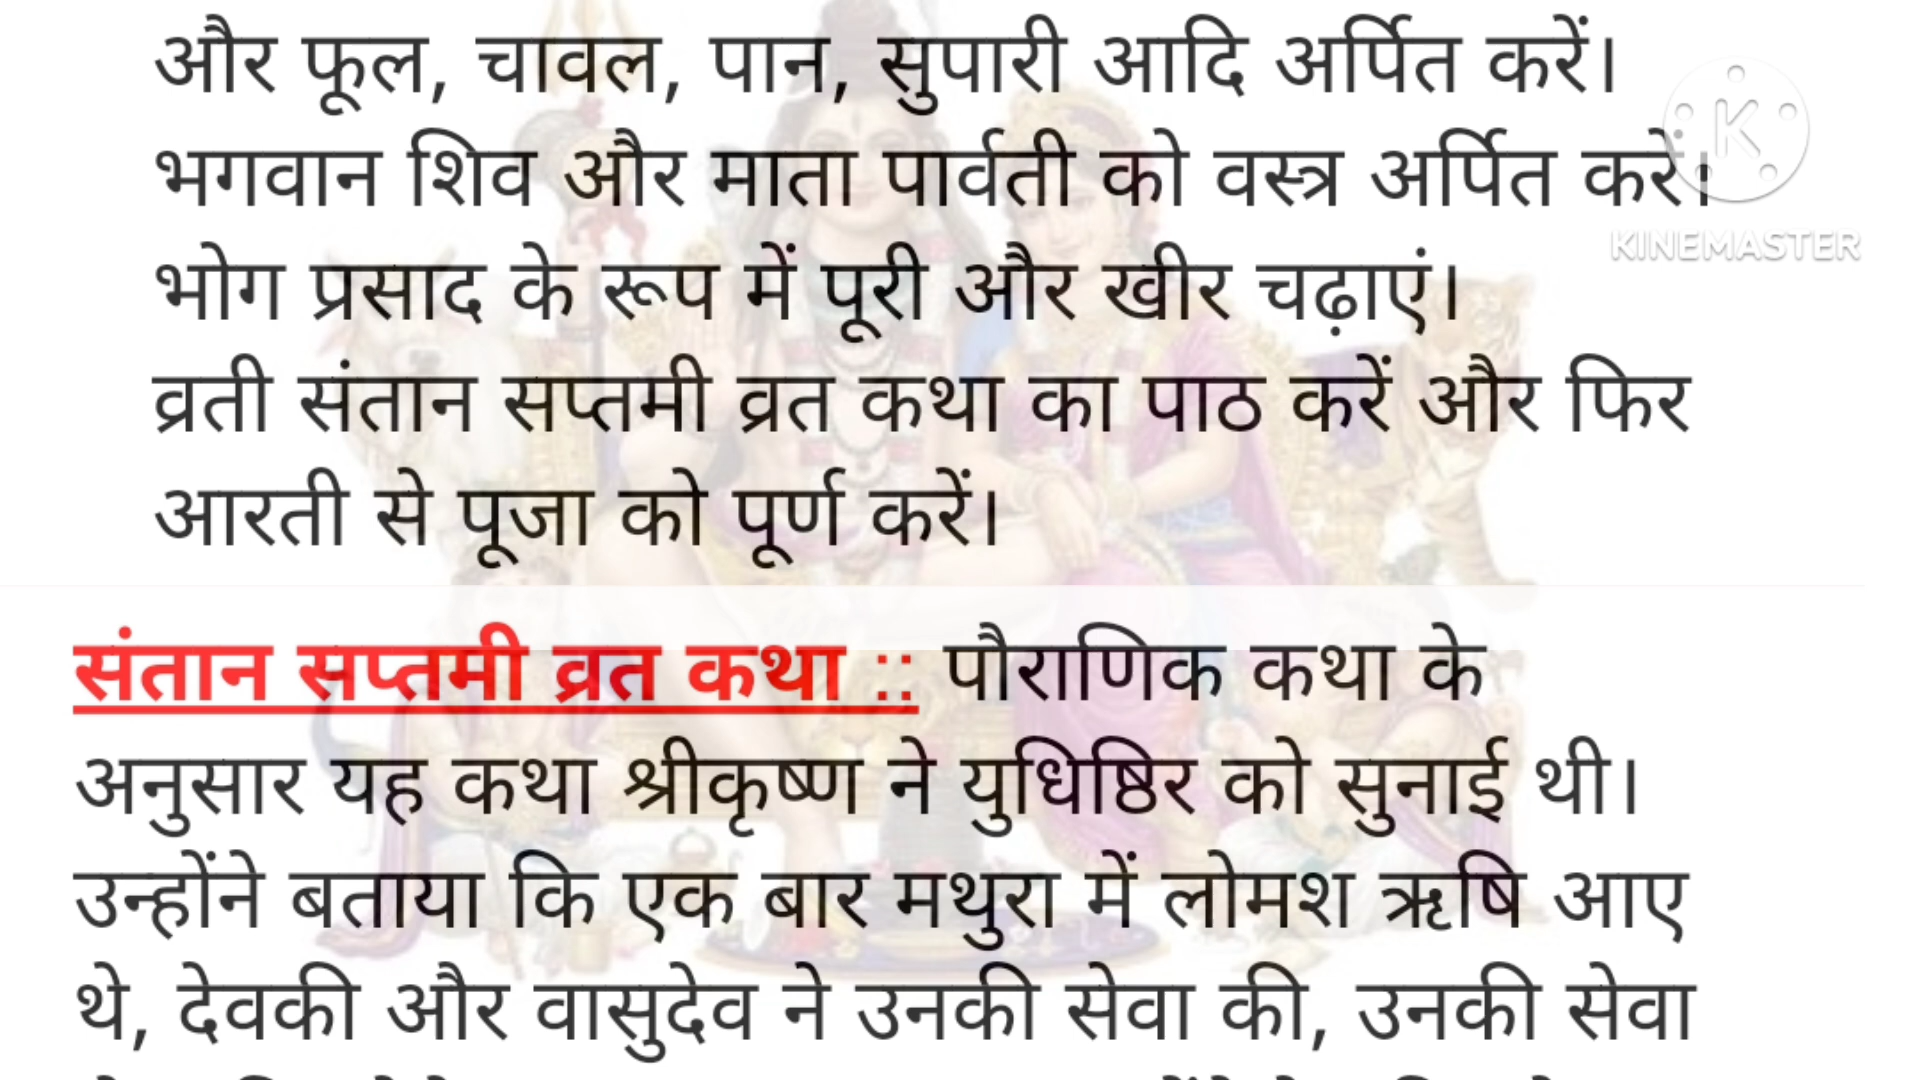 और फूल, चावल, पान, सुपारी आदि अर्पित करें।
भगवान शिव और माता पार्वती को वस्त्र अर्पित करें।
भोग प्रसाद के रूप में पूरी और खीर चढ़ाएं।
व्रती संतान सप्तमी व्रत कथा का पाठ करें और फिर
आरती से पूजा को पूर्ण करें।
संतान सप्तमी व्रत कथा :: पौराणिक कथा के
अनुसार यह कथा श्रीकृष्ण ने युधिष्ठिर को सुनाई थी।
उन्होंने बताया कि एक बार मथुरा में लोमश ऋषि आए
थे, देवकी और वासुदेव ने उनकी सेवा की, उनकी सेवा
K
KINEMASTER